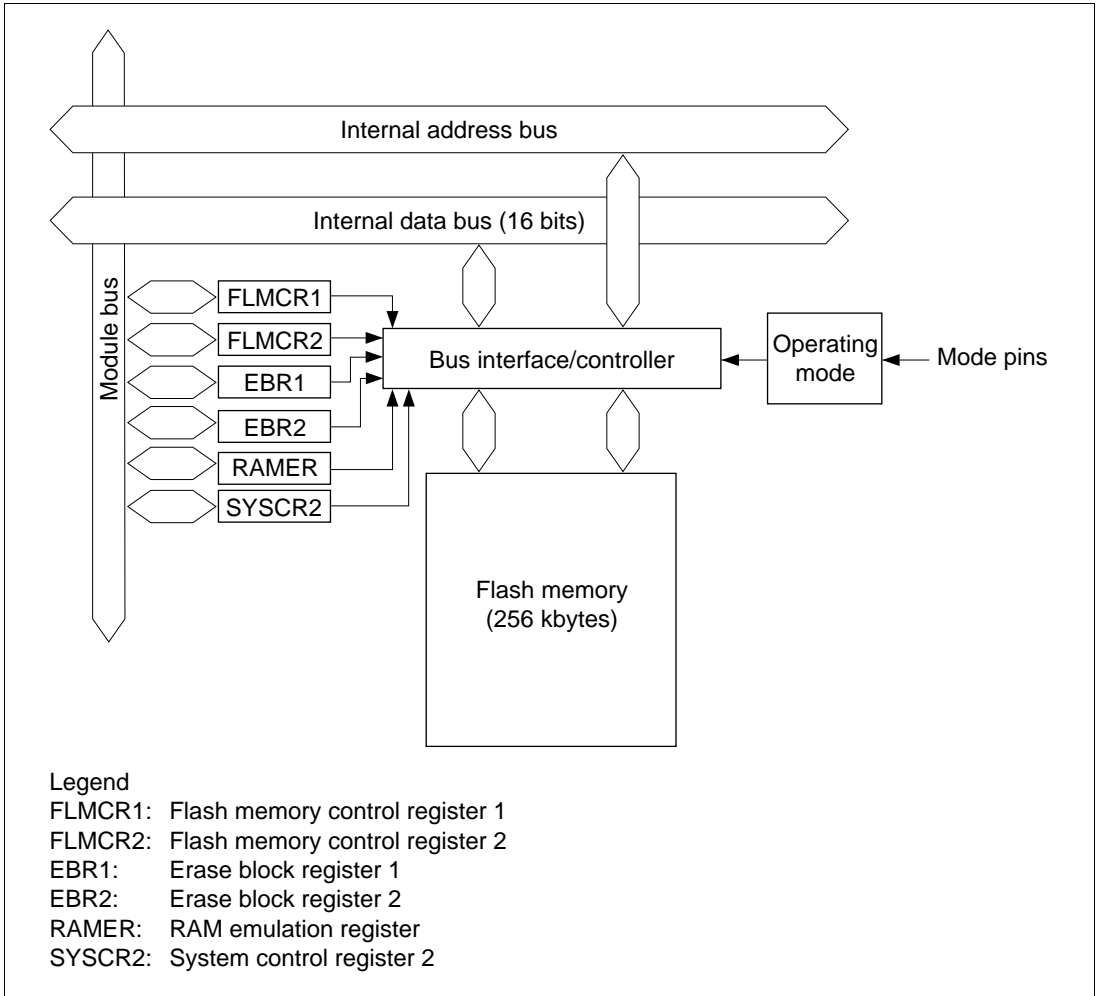 Internal address bus
Internal data bus (16 bits)
Module bus
FLMCR1
FLMCR2
EBR1
EBR2
RAMER
SYSCR2
Bus interface/controller
Operating
mode
Mode pins
Flash memory
(256 kbytes)
Legend
FLMCR1: Flash memory control register 1
FLMCR2: Flash memory control register 2
EBR1: Erase block register 1
EBR2: Erase block register 2
RAMER: RAM emulation register
SYSCR2: System control register 2